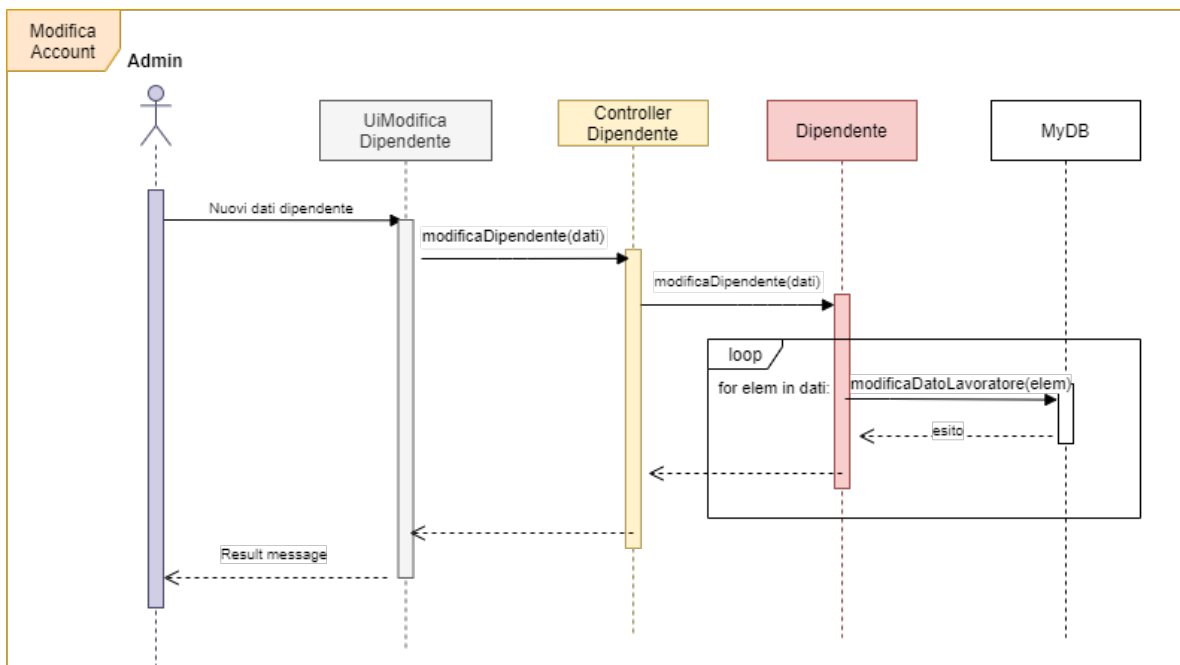 Modifica
Account
Admin
UiModifica
Dipendente
Controller
Dipendente
Dipendente
MyDB
Nuovi dati dipendente
modificaDipendente(dati)
modificaDipendente(dati)
loop
for elem in dati:
modificaDatoLavoratore(elem)
esito
Result message